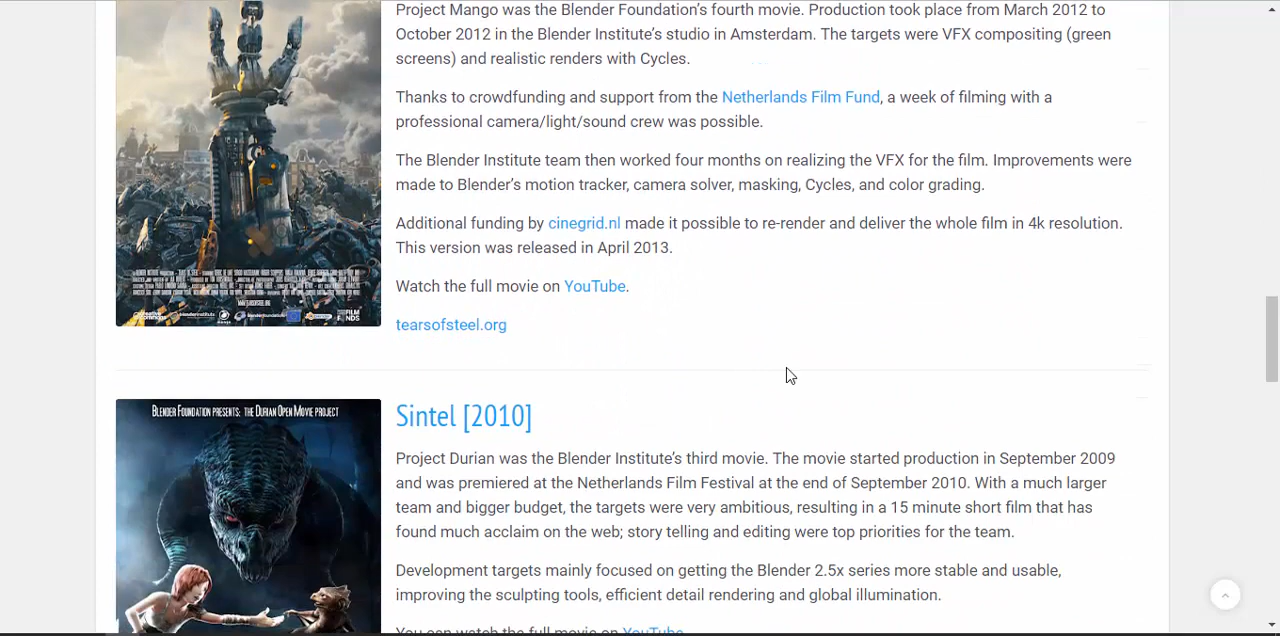 Project Mango was the Blender Foundation’s fourth movie. Production took place from March 2012 to
October 2012 in the Blender Institute’s studio in Amsterdam. The targets were VFX compositing (green
screens) and realistic renders with Cycles.
Thanks to crowdfunding and support from the Netherlands Film Fund, a week of filming with a
professional camera/light/sound crew was possible.
The Blender Institute team then worked four months on realizing the VFX for the film. Improvements were
made to Blender’s motion tracker, camera solver, masking, Cycles, and color grading.
Additional funding by cinegrid.nl made it possible to re-render and deliver the whole film in 4k resolution.
This version was released in April 2013.
Watch the full movie on YouTube.
tearsofsteel.org
Blender Foundation presents: the Durian Open Movie Project
Sintel [2010]
Project Durian was the Blender Institute’s third movie. The movie started production in September 2009
and was premiered at the Netherlands Film Festival at the end of September 2010. With a much larger
team and bigger budget, the targets were very ambitious, resulting in a 15 minute short film that has
found much acclaim on the web; story telling and editing were top priorities for the team.
Development targets mainly focused on getting the Blender 2.5x series more stable and usable,
improving the sculpting tools, efficient detail rendering and global illumination.
You can watch the full movie on YouTube.